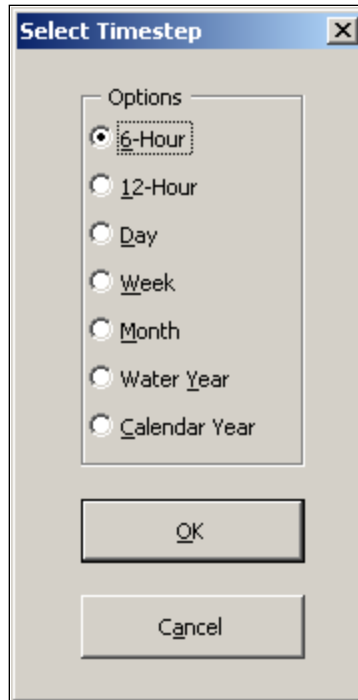 Select Timestep
Options
6-Hour
12-Hour
Day
Week
Month
Water Year
Calendar Year
OK
Cancel